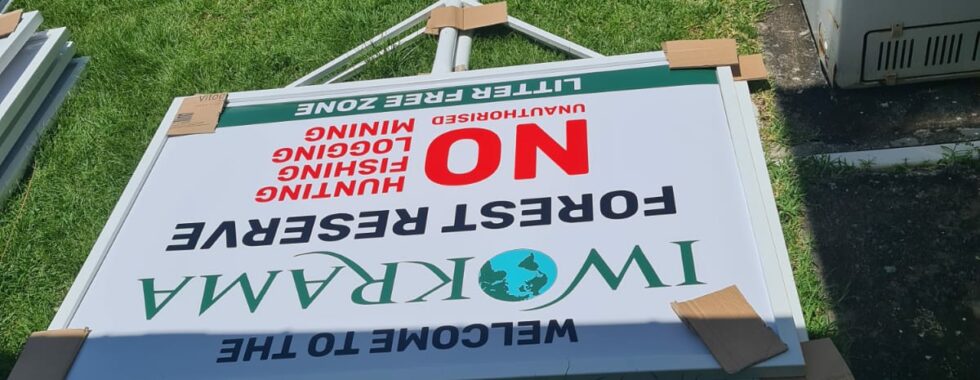 WELCOME TO THE
IWOKRAMA
FOREST RESERVE
NO
UNAUTHORISED
HUNTING
FISHING
LOGGING
MINING
LITTER FREE ZONE